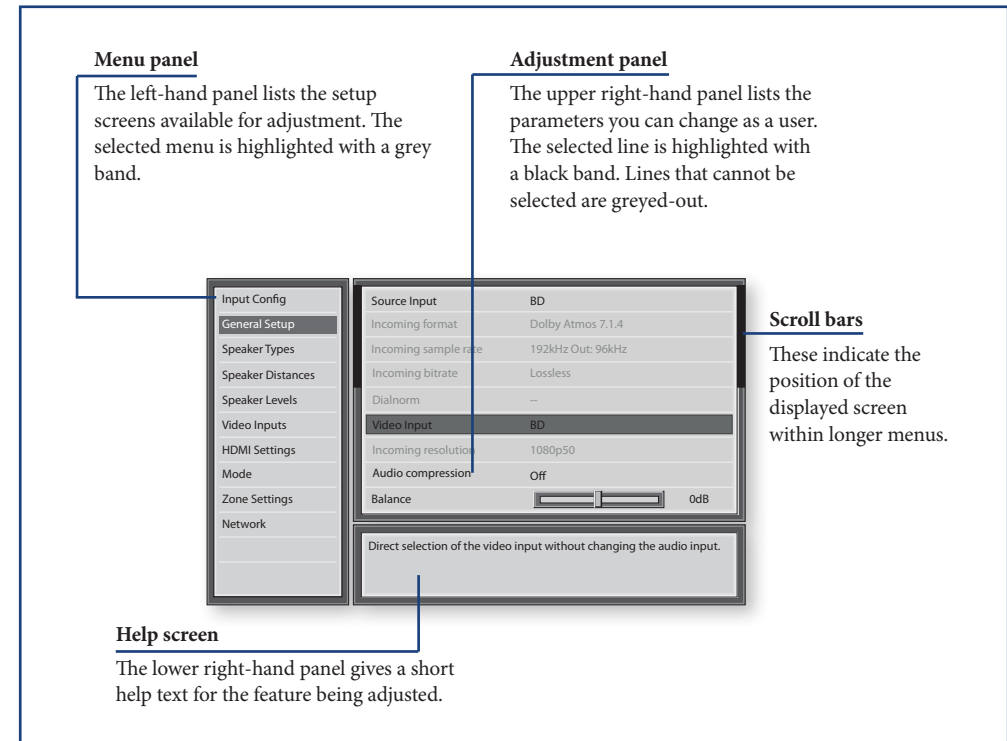 Menu panel
The left-hand panel lists the setup
screens available for adjustment. The
selected menu is highlighted with a grey
band.
Adjustment panel
The upper right-hand panel lists the
parameters you can change as a user.
The selected line is highlighted with
a black band. Lines that cannot be
selected are greyed-out.
Input Config
General Setup
Speaker Types
Speaker Distances
Speaker Levels
Video Inputs
HDMI Settings
Mode
Zone Settings
Network
Source Input BD
Incoming format Dolby Atmos 7.1.4
Incoming sample rate 192kHz Out: 96kHz
Incoming bitrate Lossless
Dialnorm --
Video Input BD
Incoming resolution 1080p50
Audio compression Off
Balance 0dB
Direct selection of the video input without changing the audio input.
Scroll bars
These indicate the
position of the
displayed screen
within longer menus.
Help screen
The lower right-hand panel gives a short
help text for the feature being adjusted.